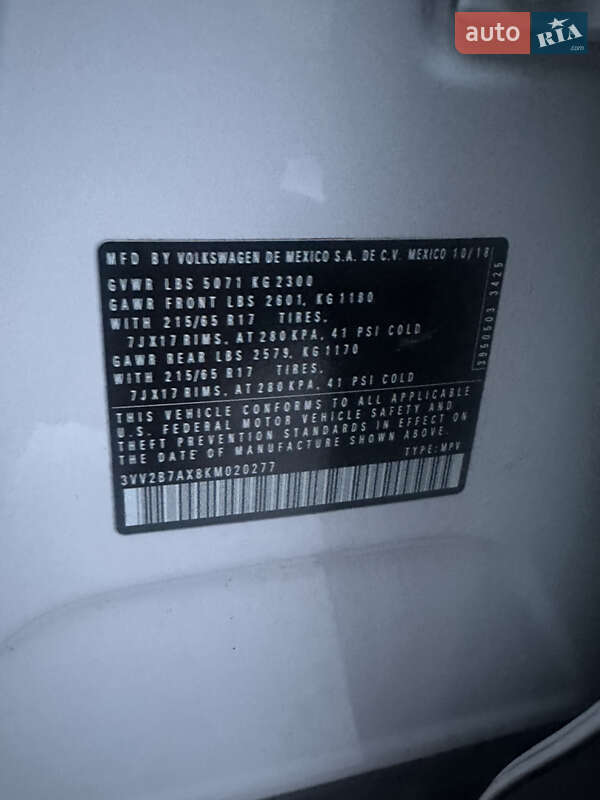 auto RIA
.com
MFD BY VOLKSWAGEN DE MEXICO S.A. DE C.V. MEXICO 10/18
GVWR LBS 5071 KG 2300
GAWR FRONT LBS 2601, KG 1180
WITH 215/65 R17 TIRES.
7JX17 RIMS, AT 280 KPA, 41 PSI COLD
GAWR REAR LBS 2579, KG 1170
WITH 215/65 R17 TIRES.
7JX17 RIMS, AT 280 KPA, 41 PSI COLD
THIS VEHICLE CONFORMS TO ALL APPLICABLE
U.S. FEDERAL MOTOR VEHICLE SAFETY AND
THEFT PREVENTION STANDARDS IN EFFECT ON
THE DATE OF MANUFACTURE SHOWN ABOVE.
3VV2B7AX8KM020277 TYPE: MPV
3950503 3425